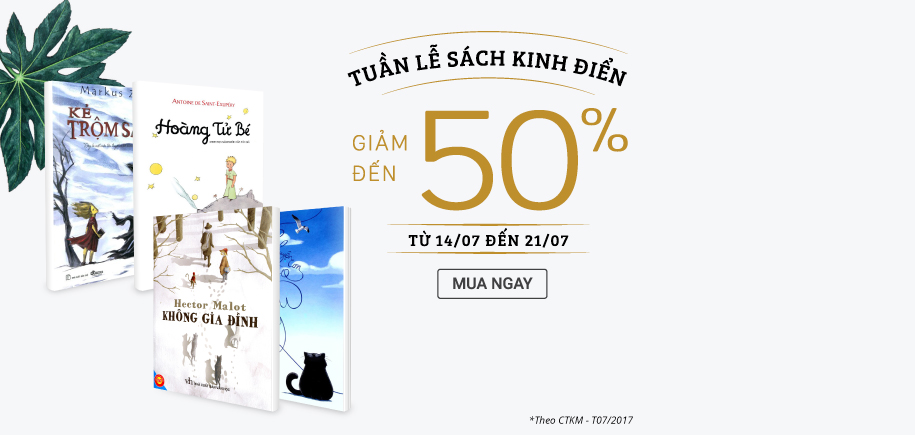 TUẦN LỄ SÁCH KINH ĐIỂN
GIẢM ĐẾN 50%
TỪ 14/07 ĐẾN 21/07
MUA NGAY
*Theo CTKM - T07/2017
Markus
KẺ
TRỘM
ANTOINE DE SAINT-EXUPÉRY
Hoàng Tử Bé
Hector Malot
KHÔNG GIA ĐÌNH